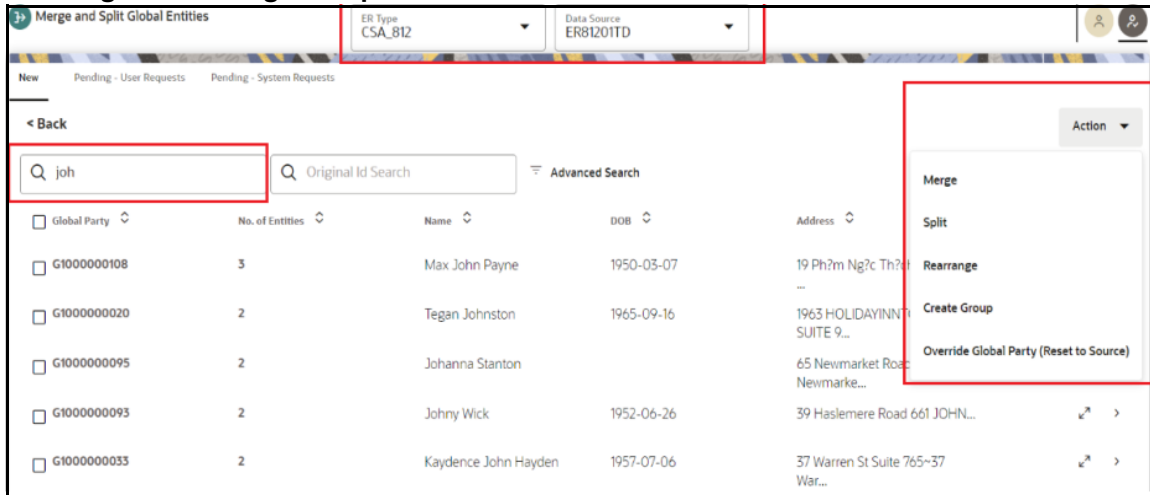 Merge and Split Global Entities
ER Type
CSA_812
Data Source
ER81201TD
New Pending - User Requests Pending - System Requests
< Back
Action
joh
Original Id Search
Advanced Search
Merge
Split
Rearrange
Create Group
Override Global Party (Reset to Source)
Global Party No. of Entities Name DOB Address
G1000000108 3 Max John Payne 1950-03-07 19 Ph?m Ng?c Th?
...
G1000000020 2 Tegan Johnston 1965-09-16 1963 HOLIDAYINNT
SUITE 9...
G1000000095 2 Johanna Stanton 65 Newmarket Road
Newmarke...
G1000000093 2 Johny Wick 1952-06-26 39 Haslemere Road 661 JOHN...
G1000000033 2 Kaydence John Hayden 1957-07-06 37 Warren St Suite 765~37
War...